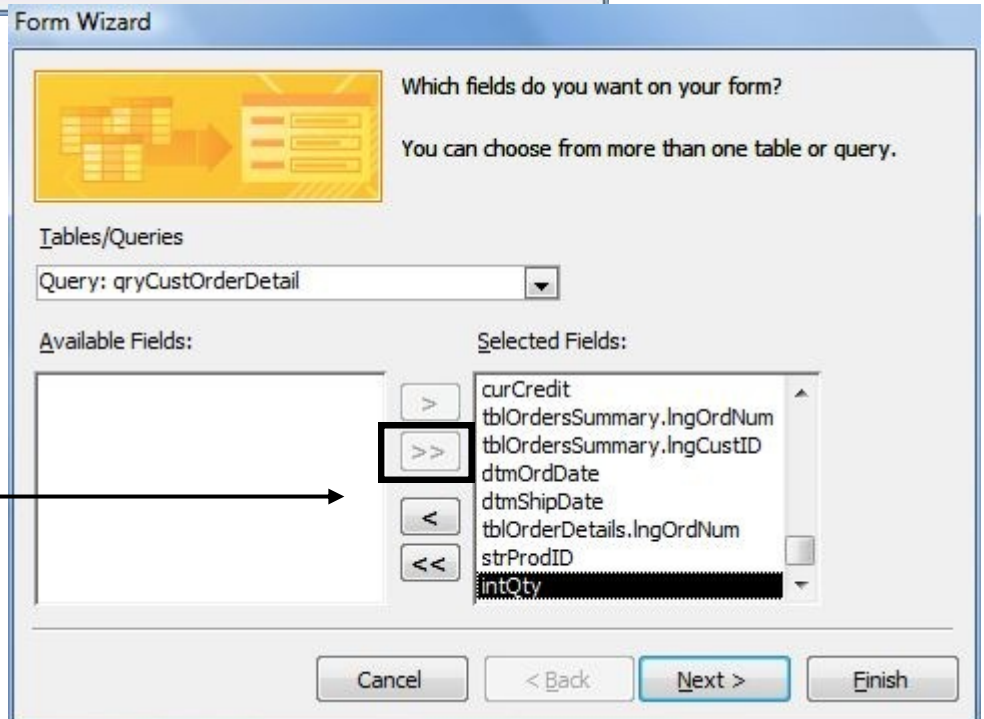 Form Wizard
Which fields do you want on your form?
You can choose from more than one table or query.
Tables/Queries
Query: qryCustOrderDetail
Available Fields:
Selected Fields:
>
>>
<
<<
curCredit
tblOrdersSummary.lngOrdNum
tblOrdersSummary.lngCustID
dtmOrdDate
dtmShipDate
tblOrderDetails.lngOrdNum
strProdID
intQty
Cancel
< Back
Next >
Finish